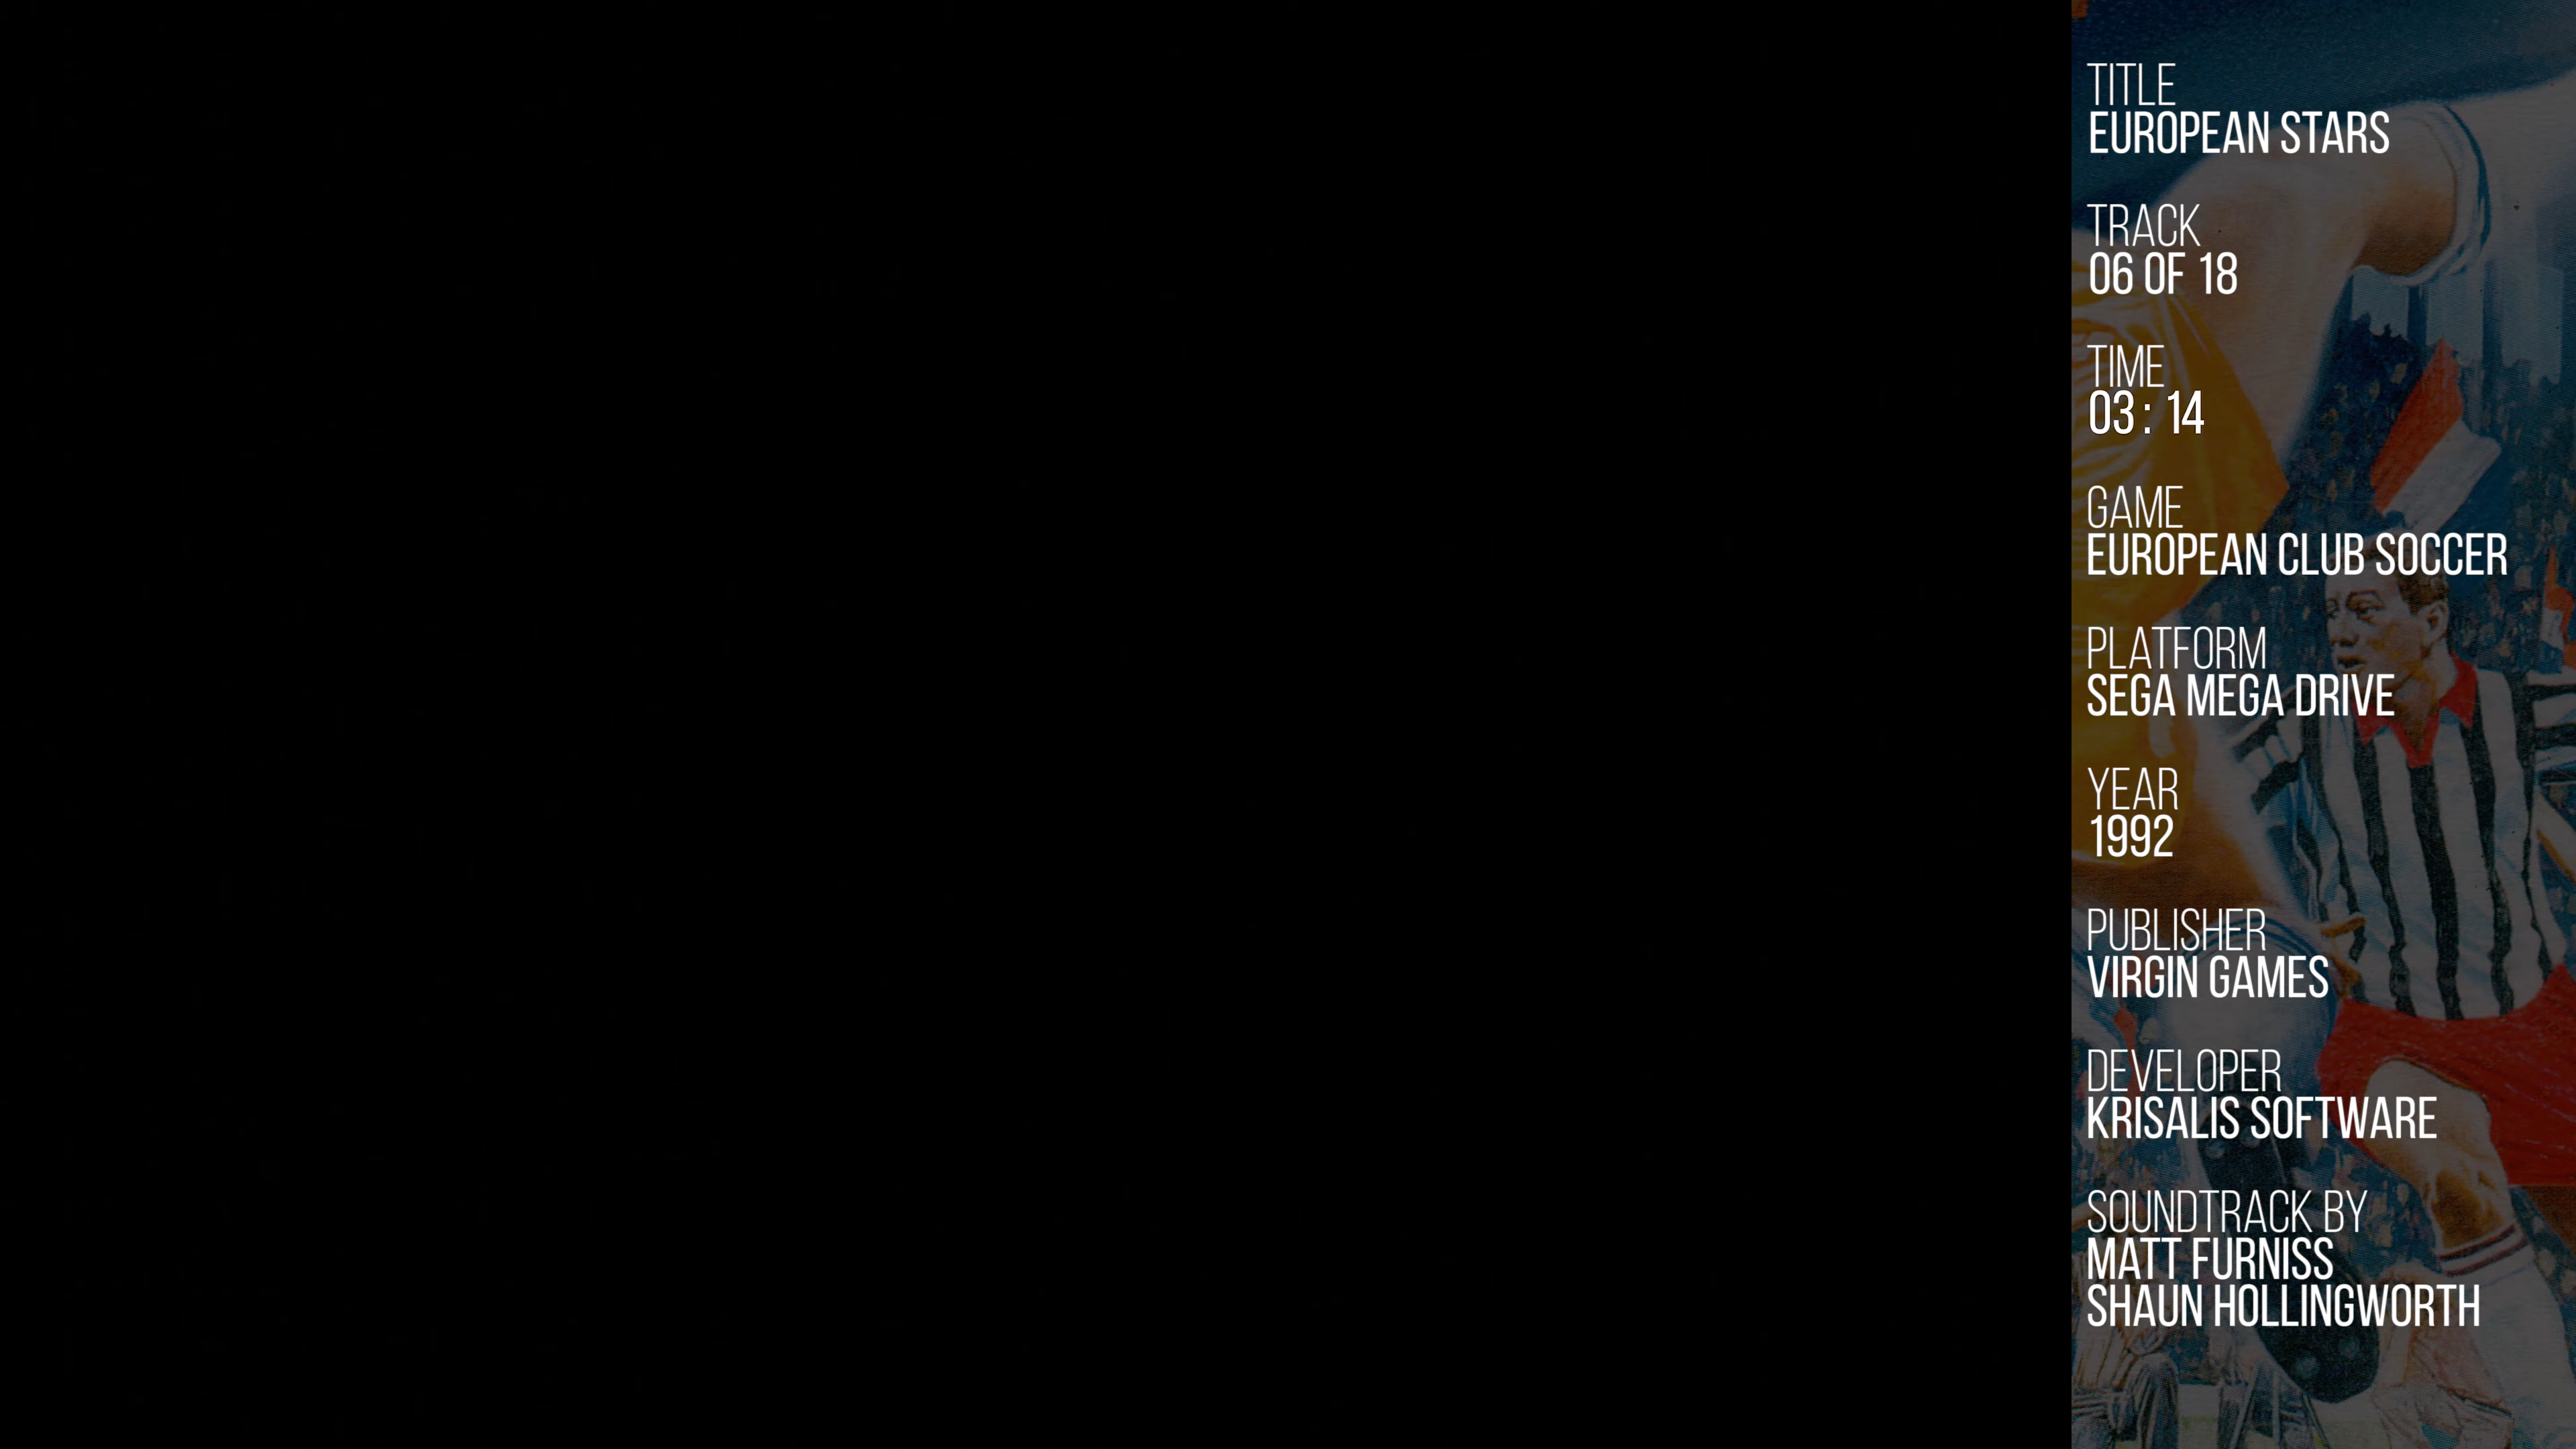 TITLE
EUROPEAN STARS
TRACK
06 OF 18
TIME
03 : 14
GAME
EUROPEAN CLUB SOCCER
PLATFORM
SEGA MEGA DRIVE
YEAR
1992
PUBLISHER
VIRGIN GAMES
DEVELOPER
KRISALIS SOFTWARE
SOUNDTRACK BY
MATT FURNISS
SHAUN HOLLINGWORTH